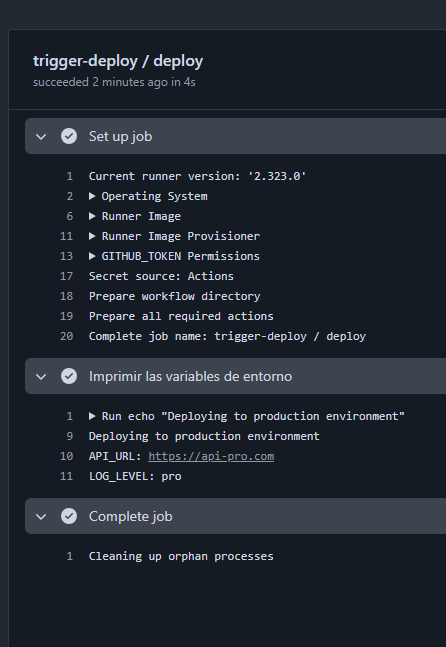 trigger-deploy / deploy
succeeded 2 minutes ago in 4s
Set up job
1 Current runner version: '2.323.0'
2 ▶ Operating System
6 ▶ Runner Image
11 ▶ Runner Image Provisioner
13 ▶ GITHUB_TOKEN Permissions
17 Secret source: Actions
18 Prepare workflow directory
19 Prepare all required actions
20 Complete job name: trigger-deploy / deploy
Imprimir las variables de entorno
1 ▶ Run echo "Deploying to production environment"
9 Deploying to production environment
10 API_URL: https://api-pro.com
11 LOG_LEVEL: pro
Complete job
1 Cleaning up orphan processes